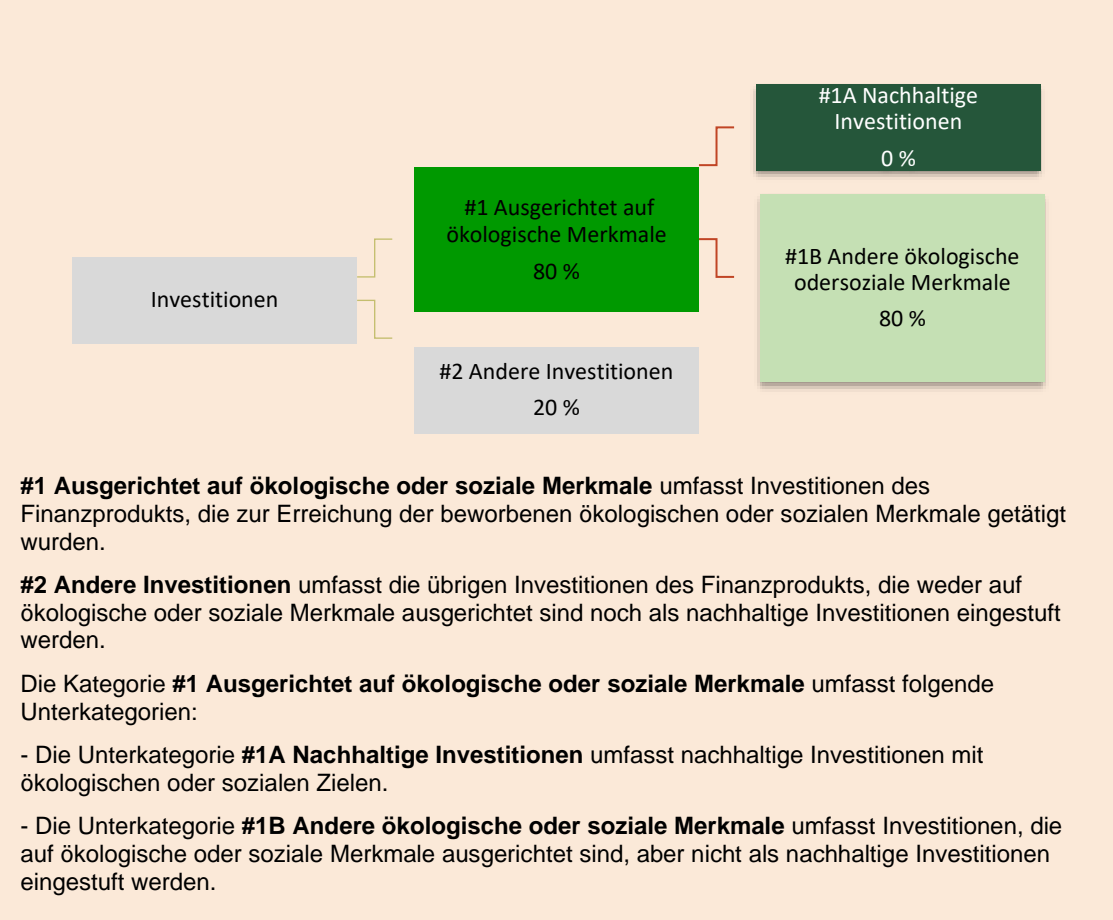 #1A Nachhaltige
Investitionen
0 %
#1 Ausgerichtet auf
ökologische Merkmale
80 %
#1B Andere ökologische
odersoziale Merkmale
80 %
Investitionen
#2 Andere Investitionen
20 %
#1 Ausgerichtet auf ökologische oder soziale Merkmale umfasst Investitionen des
Finanzprodukts, die zur Erreichung der beworbenen ökologischen oder sozialen Merkmale getätigt
wurden.
#2 Andere Investitionen umfasst die übrigen Investitionen des Finanzprodukts, die weder auf
ökologische oder soziale Merkmale ausgerichtet sind noch als nachhaltige Investitionen eingestuft
werden.
Die Kategorie #1 Ausgerichtet auf ökologische oder soziale Merkmale umfasst folgende
Unterkategorien:
- Die Unterkategorie #1A Nachhaltige Investitionen umfasst nachhaltige Investitionen mit
ökologischen oder sozialen Zielen.
- Die Unterkategorie #1B Andere ökologische oder soziale Merkmale umfasst Investitionen, die
auf ökologische oder soziale Merkmale ausgerichtet sind, aber nicht als nachhaltige Investitionen
eingestuft werden.